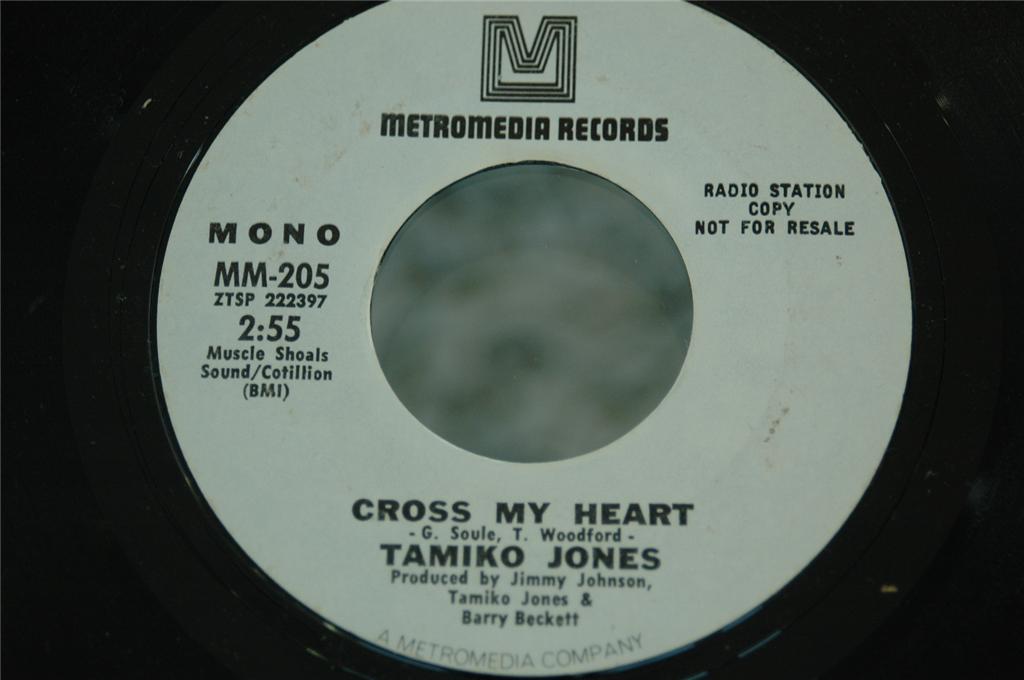 METROMEDIA RECORDS
RADIO STATION
COPY
NOT FOR RESALE
MONO
MM-205
ZTSP 222397
2:55
Muscle Shoals
Sound/Cotillion
(BMI)
CROSS MY HEART
- G. Soule, T. Woodford -
TAMIKO JONES
Produced by Jimmy Johnson,
Tamiko Jones &
Barry Beckett
A METROMEDIA COMPANY